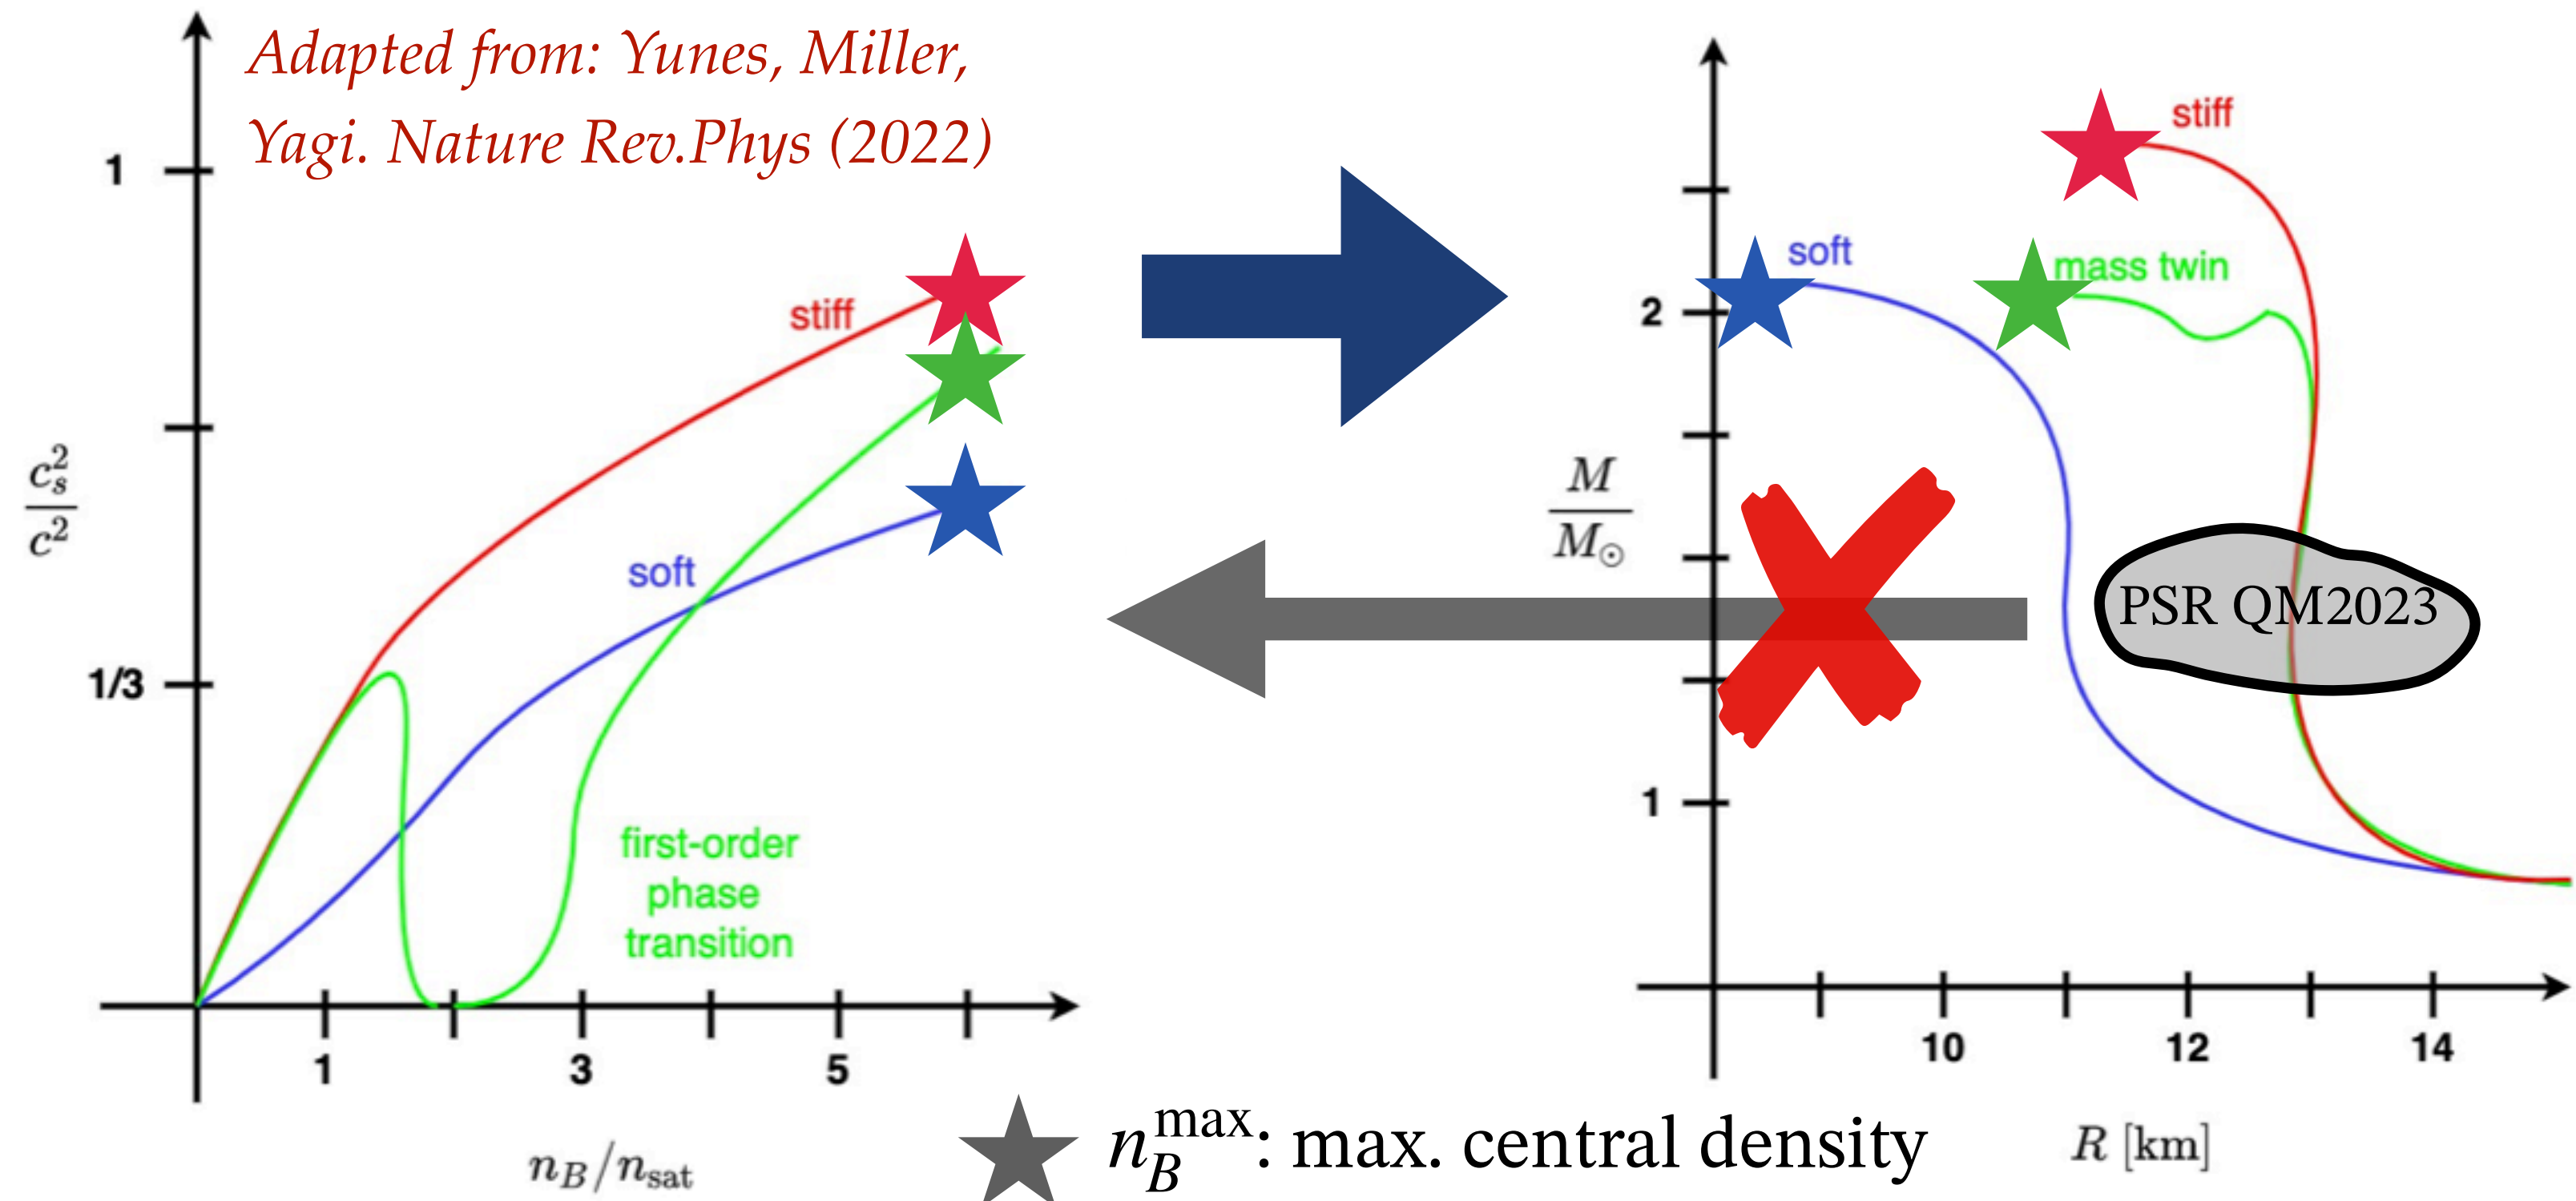 Adapted from: Yunes, Miller,
Yagi. Nature Rev.Phys (2022)
1
1/3
c_s^2 / c^2
stiff
soft
first-order
phase
transition
1 3 5
n_B/n_sat
stiff
soft
mass twin
2
1
M / M_⊙
PSR QM2023
10 12 14
R [km]
n_B^max: max. central density